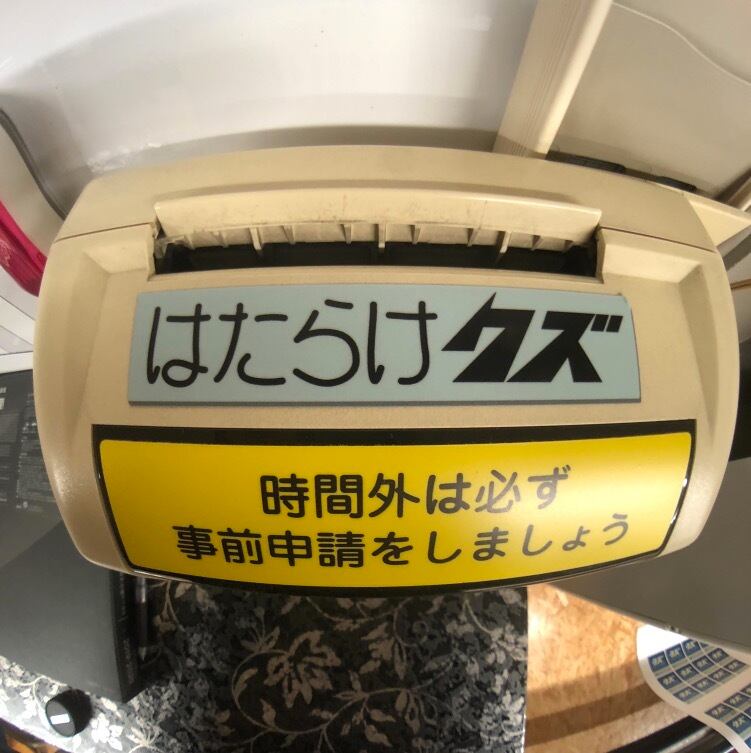 はたらけクズ
時間外は必ず
事前申請をしましょう